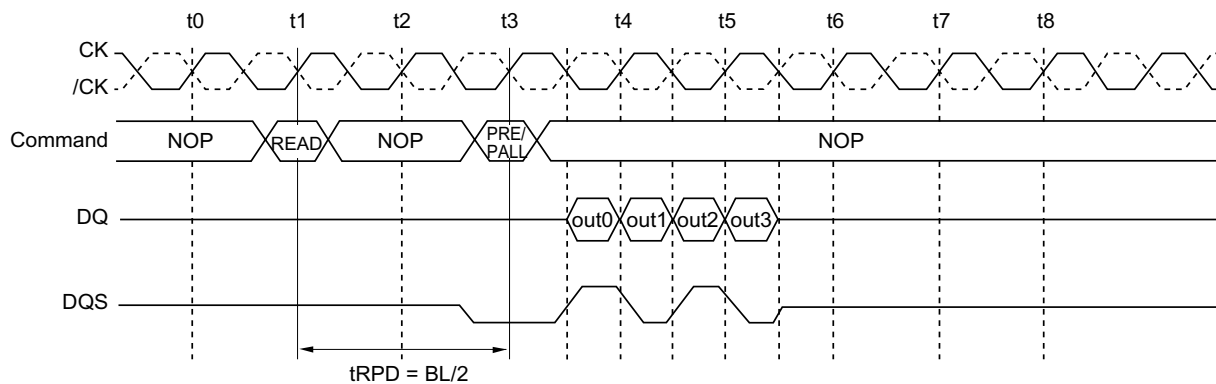 t0 t1 t2 t3 t4 t5 t6 t7 t8
CK
/CK
Command NOP READ NOP PRE/PALL NOP
DQ out0 out1 out2 out3
DQS
tRPD = BL/2